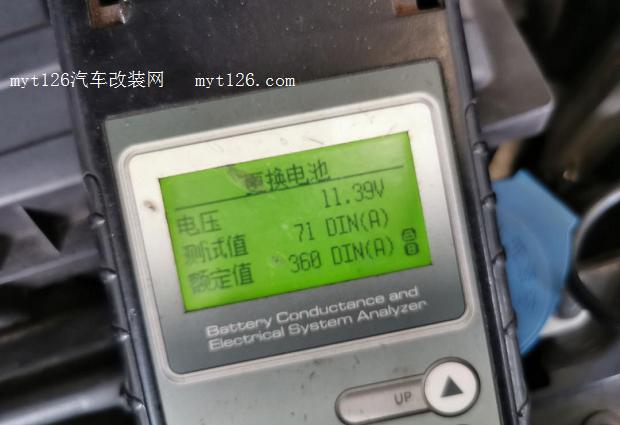 myt126汽车改装网 myt126.com
更换电池
电压 11.39V
测试值 71 DIN(A)
额定值 360 DIN(A)
Battery Conductance and
Electrical System Analyzer
UP